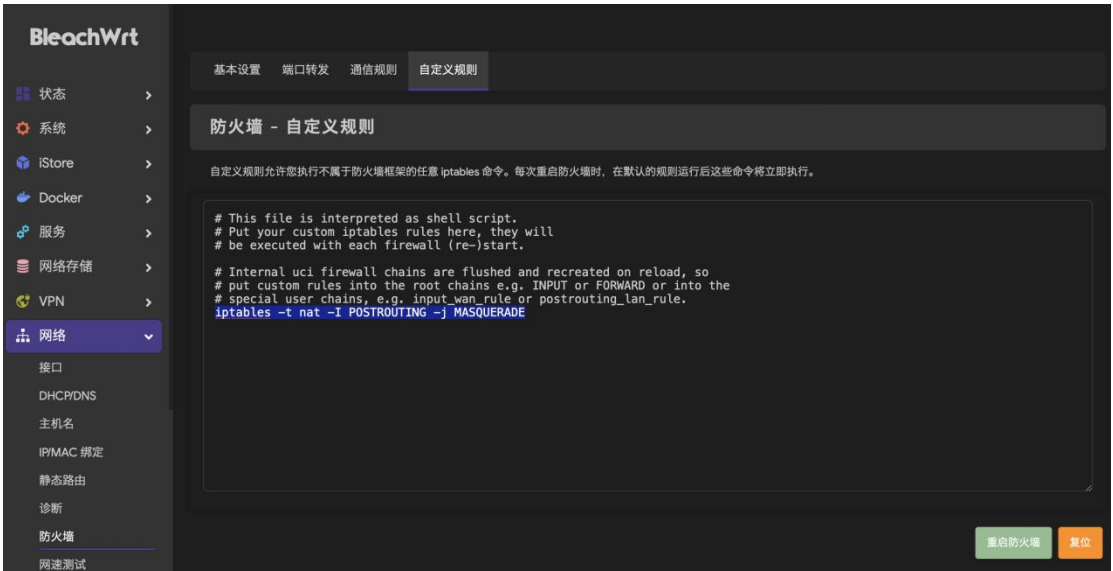 BleachWrt
基本设置 端口转发 通信规则 自定义规则
状态
系统
iStore
Docker
服务
网络存储
VPN
网络
接口
DHCP/DNS
主机名
IP/MAC 绑定
静态路由
诊断
防火墙
网速测试
防火墙 - 自定义规则
自定义规则允许您执行不属于防火墙框架的任意 iptables 命令。每次重启防火墙时，在默认的规则运行后这些命令将立即执行。
# This file is interpreted as shell script.
# Put your custom iptables rules here, they will
# be executed with each firewall (re-)start.
# Internal uci firewall chains are flushed and recreated on reload, so
# put custom rules into the root chains e.g. INPUT or FORWARD or into the
# special user chains, e.g. input_wan_rule or postrouting_lan_rule.
iptables -t nat -I POSTROUTING -j MASQUERADE
重启防火墙 复位